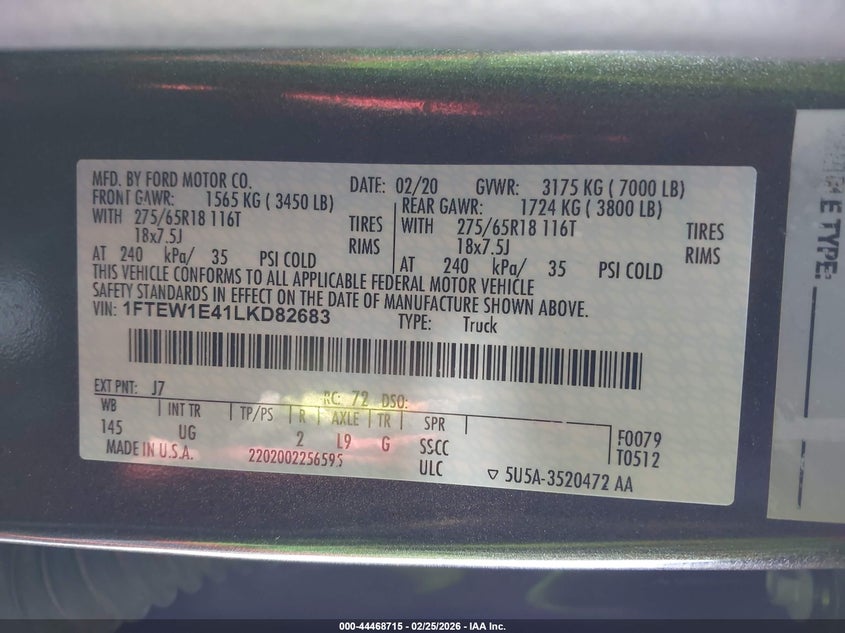 MFD. BY FORD MOTOR CO. DATE: 02/20 GVWR: 3175 KG ( 7000 LB)
FRONT GAWR: 1565 KG ( 3450 LB) REAR GAWR: 1724 KG ( 3800 LB)
WITH 275/65R18 116T TIRES WITH 275/65R18 116T TIRES
18x7.5J RIMS 18x7.5J RIMS
AT 240 kPa/ 35 PSI COLD AT 240 kPa/ 35 PSI COLD
THIS VEHICLE CONFORMS TO ALL APPLICABLE FEDERAL MOTOR VEHICLE
SAFETY STANDARDS IN EFFECT ON THE DATE OF MANUFACTURE SHOWN ABOVE.
VIN: 1FTEW1E41LKD82683 TYPE: Truck
EXT PNT: J7 RC: 72 DSO:
WB INT TR TP/PS R AXLE TR SPR
145 UG 2 L9 G SSCC F0079
MADE IN U.S.A. 2202002256595 ULC T0512
5U5A-3520472 AA
E TYPE:
000-44468715 - 02/25/2026 - IAA Inc.